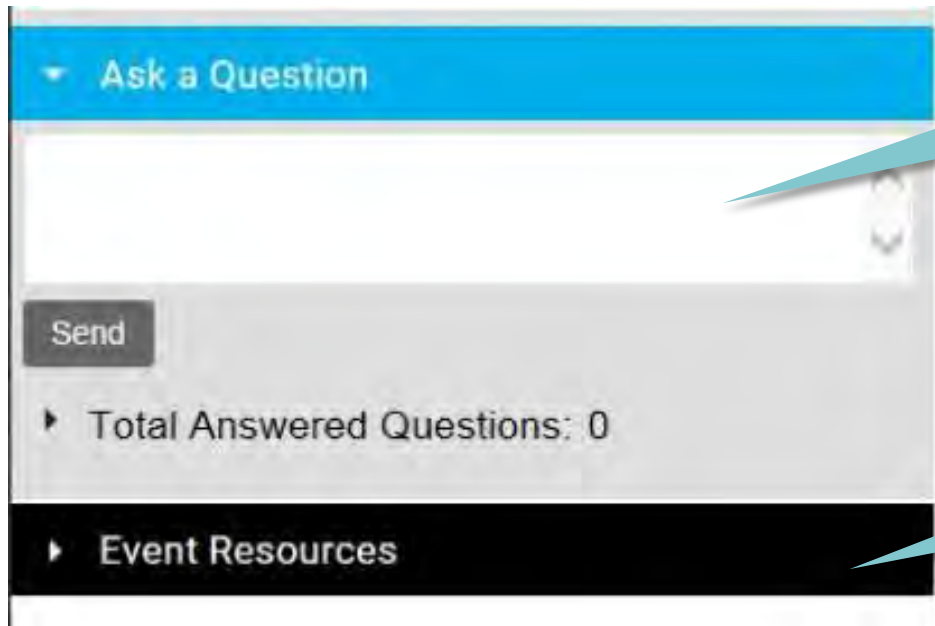 Ask a Question
Send
Total Answered Questions: 0
Event Resources